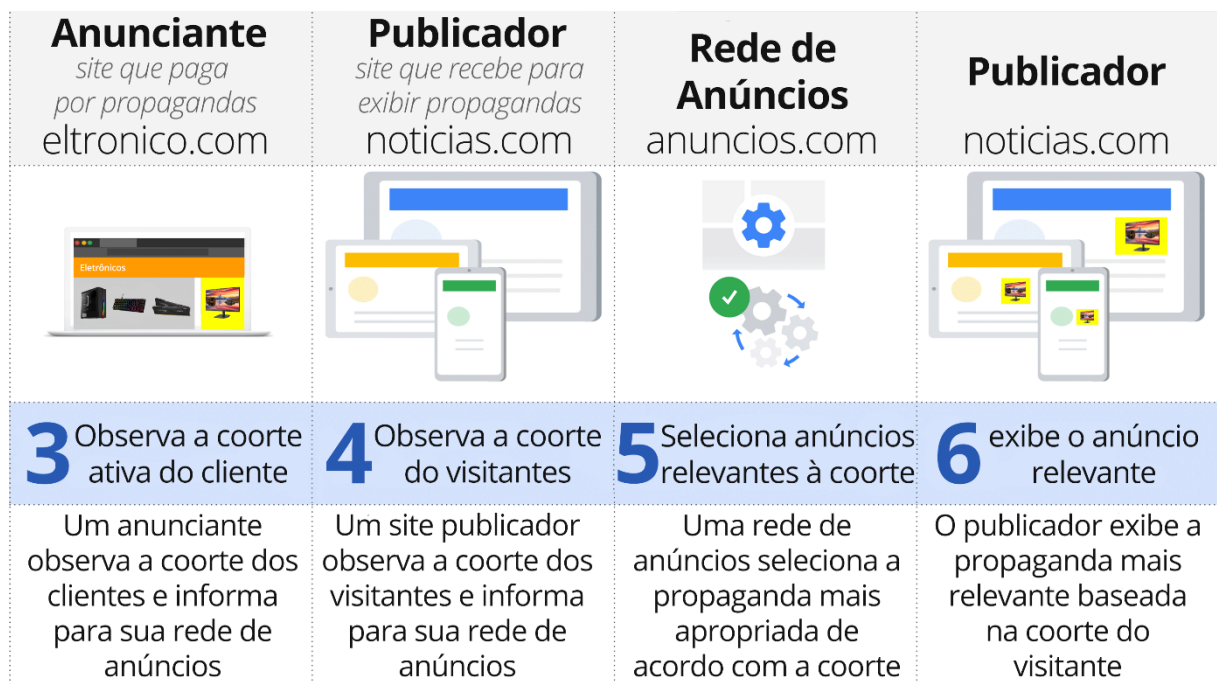 Anunciante
site que paga
por propagandas
eltronico.com
Publicador
site que recebe para
exibir propagandas
noticias.com
Rede de
Anúncios
anuncios.com
Publicador
noticias.com
Eletrônicos
3 Observa a coorte
ativa do cliente
4 Observa a coorte
do visitantes
5 Seleciona anúncios
relevantes à coorte
6 exibe o anúncio
relevante
Um anunciante
observa a coorte dos
clientes e informa
para sua rede de
anúncios
Um site publicador
observa a coorte dos
visitantes e informa
para sua rede de
anúncios
Uma rede de
anúncios seleciona a
propaganda mais
apropriada de
acordo com a coorte
O publicador exibe a
propaganda mais
relevante baseada
na coorte do
visitante